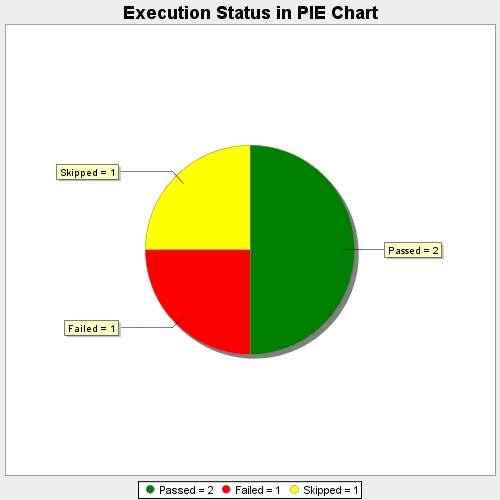 Execution Status in PIE Chart
Skipped = 1
Passed = 2
Failed = 1
Passed = 2 Failed = 1 Skipped = 1